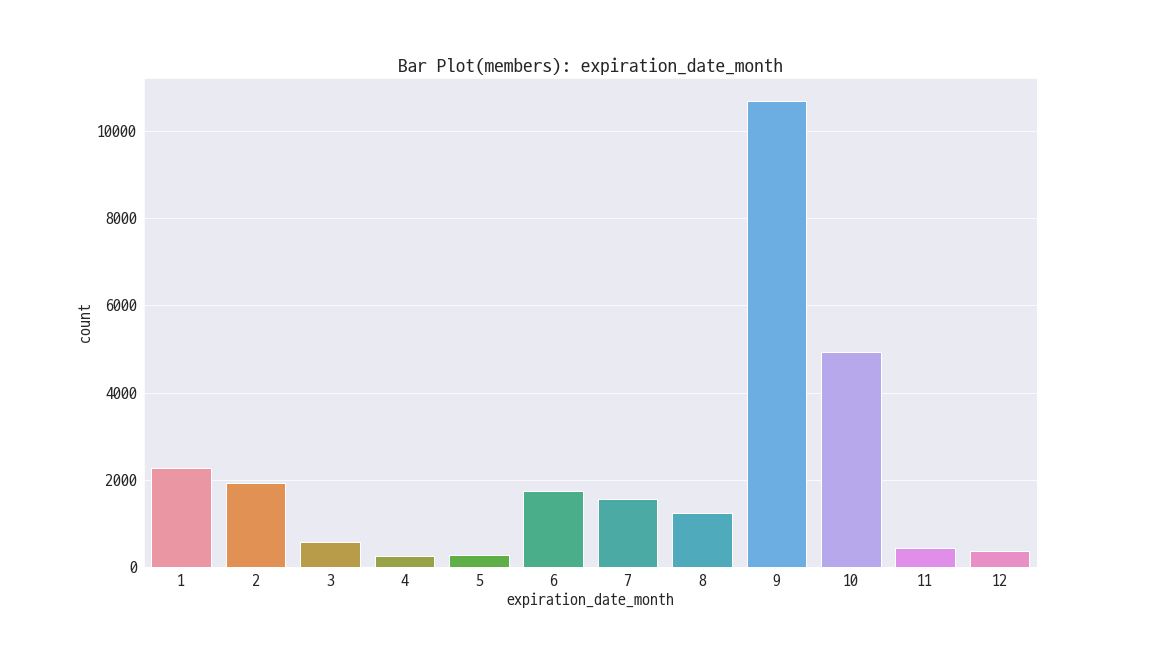 Bar Plot(members): expiration_date_month
10000
8000
6000
4000
2000
0
count
1 2 3 4 5 6 7 8 9 10 11 12
expiration_date_month